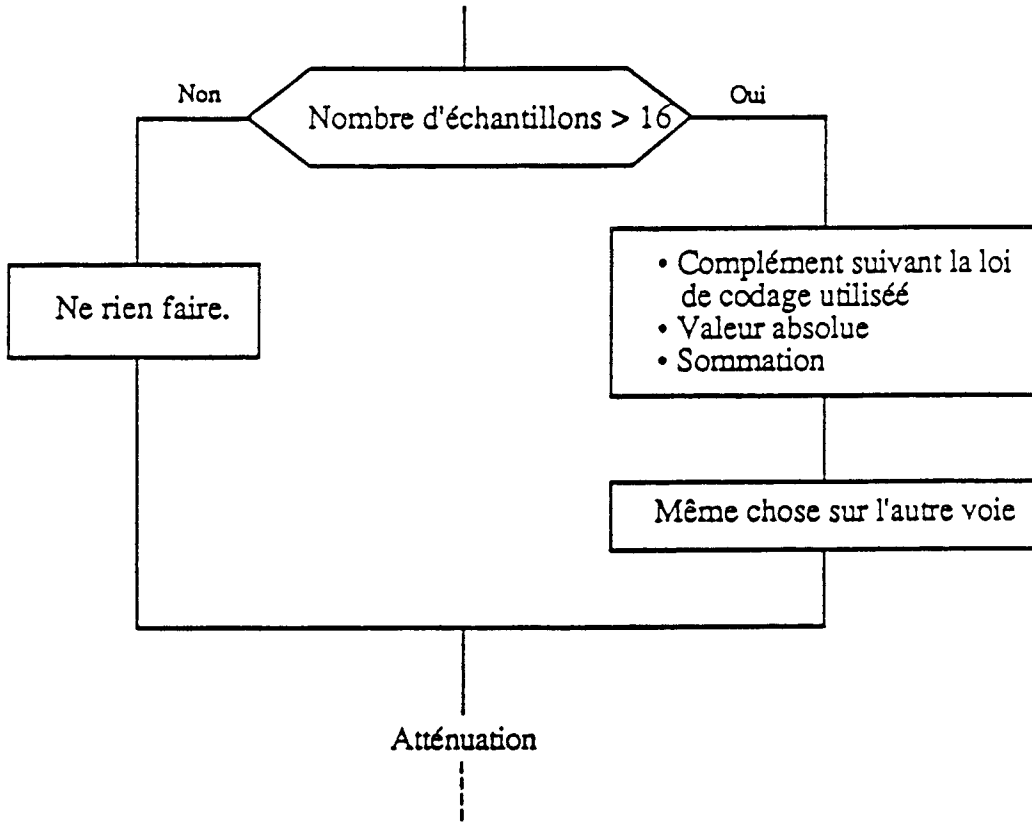 Non
Nombre d'échantillons > 16
Oui
Ne rien faire.
• Complément suivant la loi
de codage utiliséé
• Valeur absolue
• Sommation
Même chose sur l'autre voie
Atténuation